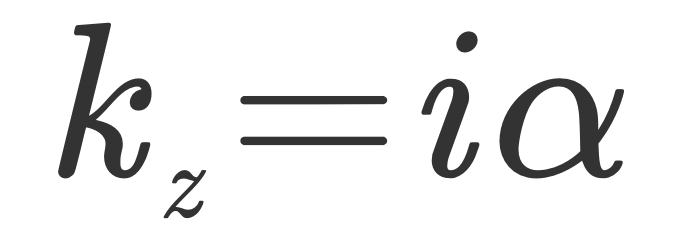 k_z = iα